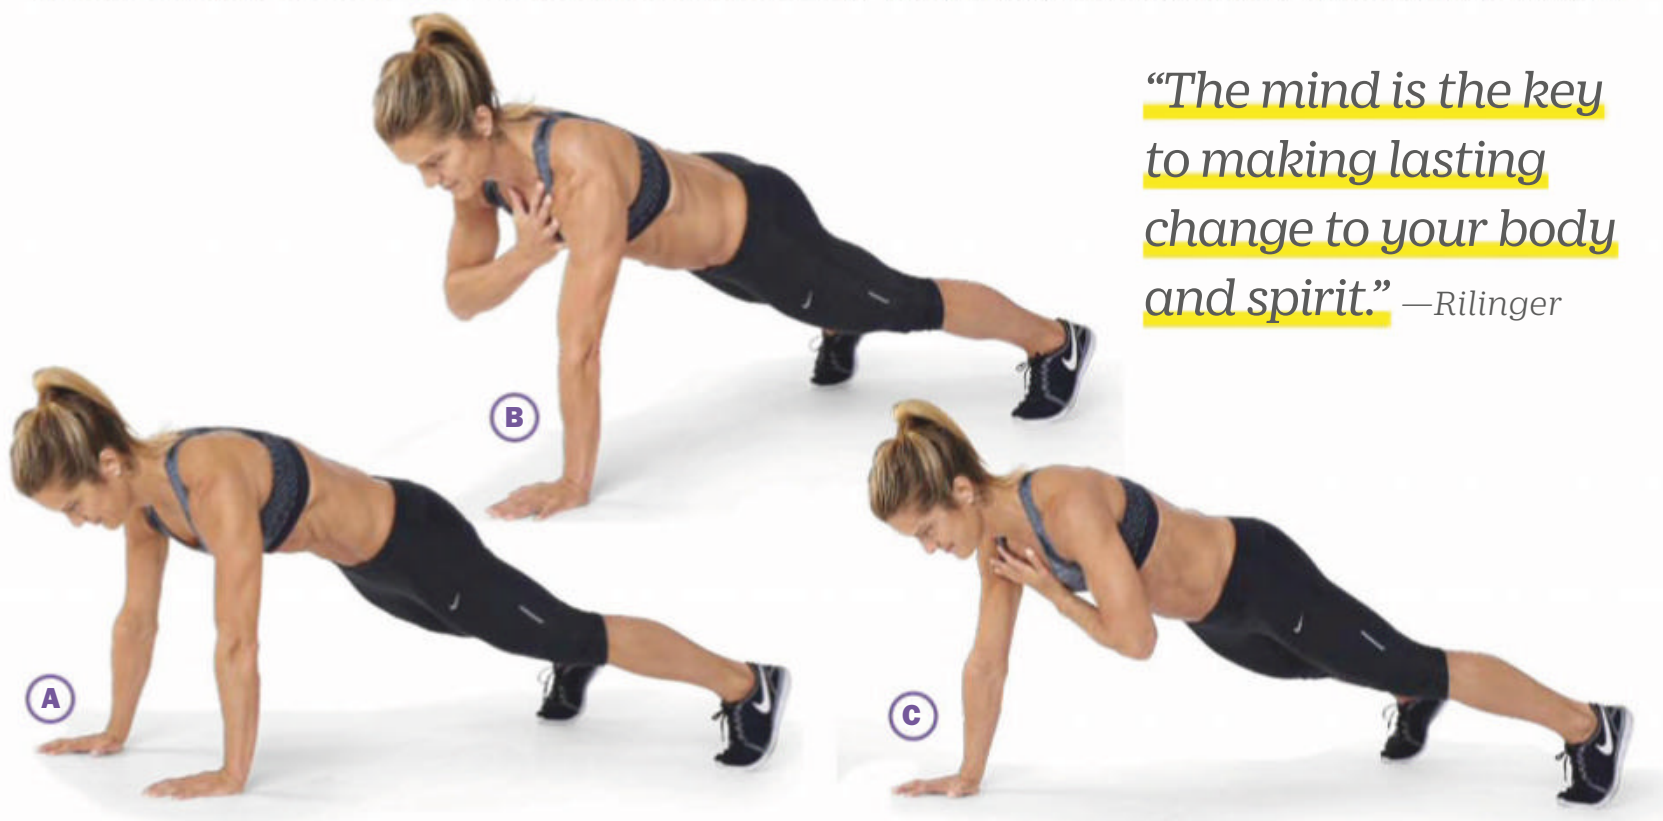 “The mind is the key
to making lasting
change to your body
and spirit.” —Rilinger
B
A
C